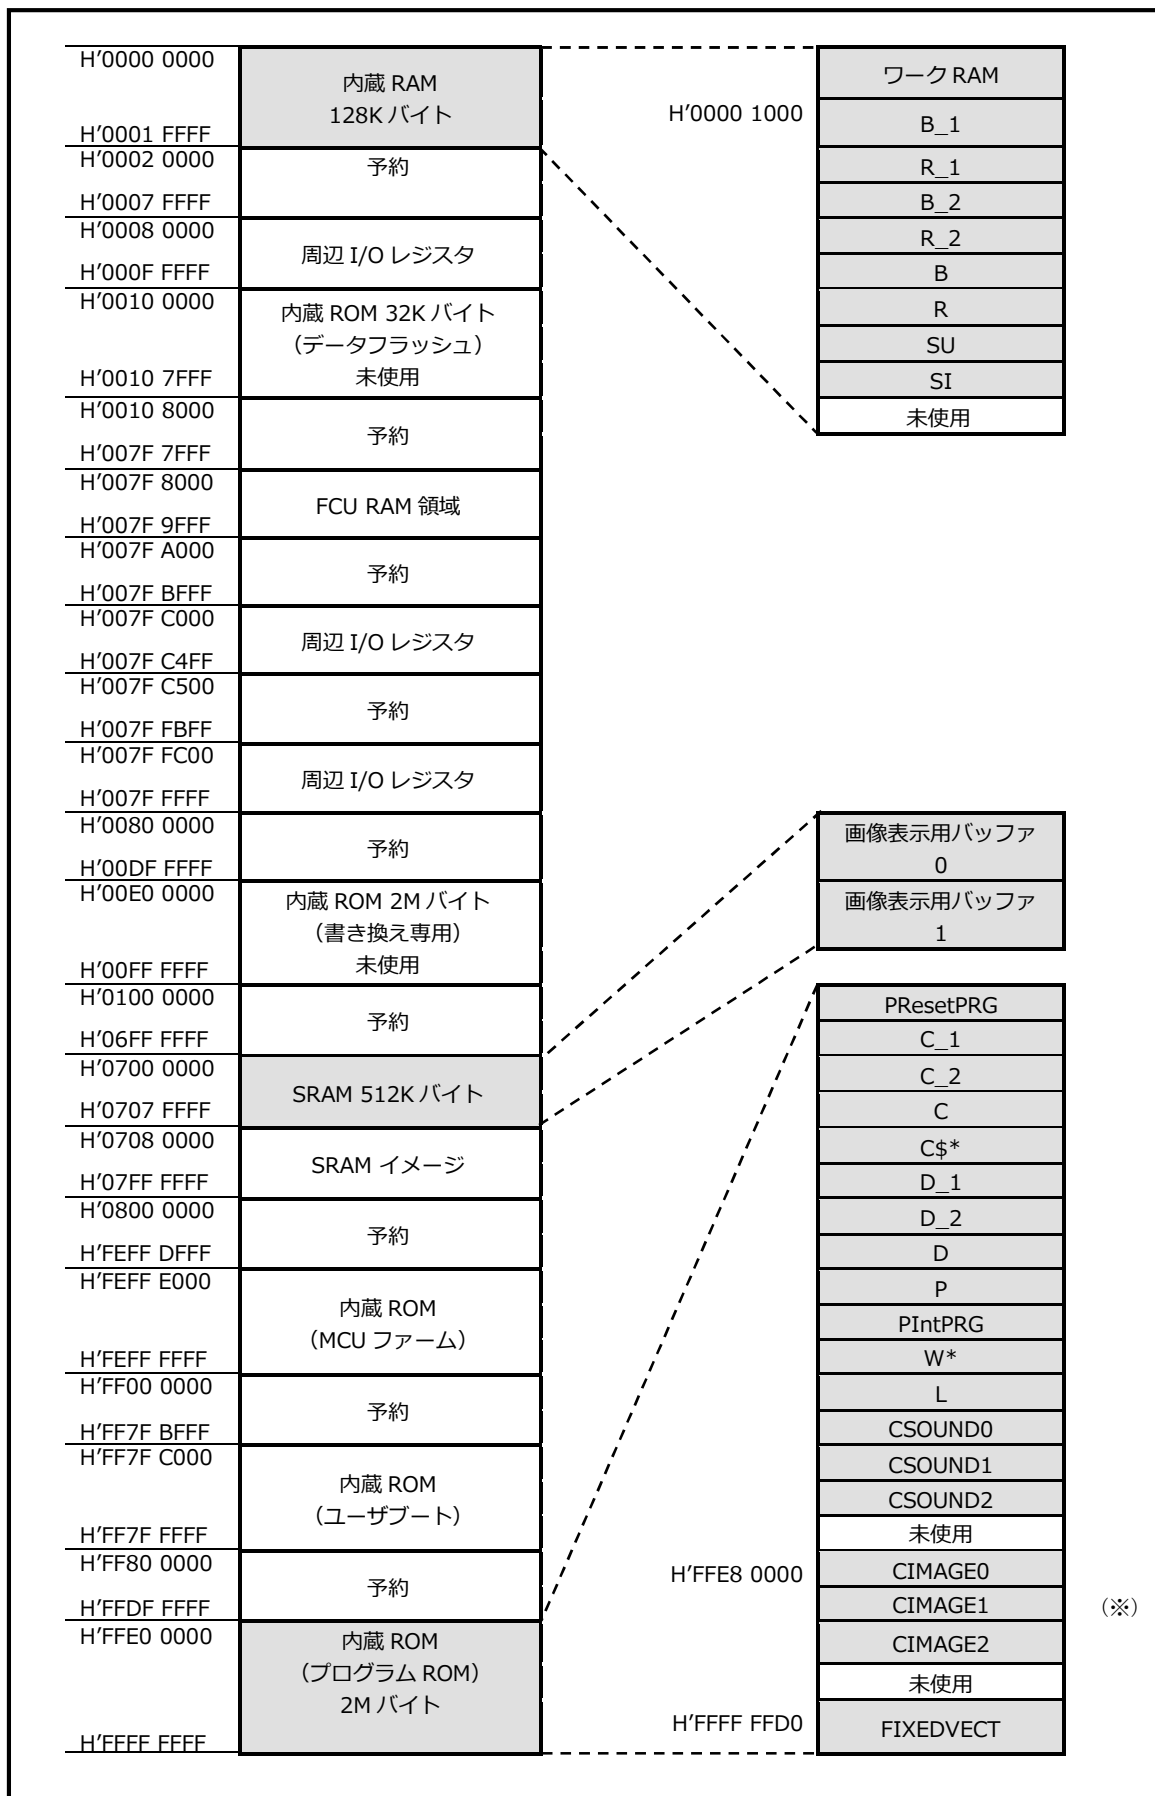 H'0000 0000
内蔵 RAM
128K バイト
H'0001 FFFF
H'0002 0000
予約
H'0007 FFFF
H'0008 0000
周辺 I/O レジスタ
H'000F FFFF
H'0010 0000
内蔵 ROM 32K バイト
（データフラッシュ）
未使用
H'0010 7FFF
H'0010 8000
予約
H'007F 7FFF
H'007F 8000
FCU RAM 領域
H'007F 9FFF
H'007F A000
予約
H'007F BFFF
H'007F C000
周辺 I/O レジスタ
H'007F C4FF
H'007F C500
予約
H'007F FBFF
H'007F FC00
周辺 I/O レジスタ
H'007F FFFF
H'0080 0000
予約
H'00DF FFFF
H'00E0 0000
内蔵 ROM 2M バイト
（書き換え専用）
未使用
H'00FF FFFF
H'0100 0000
予約
H'06FF FFFF
H'0700 0000
SRAM 512K バイト
H'0707 FFFF
H'0708 0000
SRAM イメージ
H'07FF FFFF
H'0800 0000
予約
H'FEFF DFFF
H'FEFF E000
内蔵 ROM
（MCU ファーム）
H'FEFF FFFF
H'FF00 0000
予約
H'FF7F BFFF
H'FF7F C000
内蔵 ROM
（ユーザブート）
H'FF7F FFFF
H'FF80 0000
予約
H'FFDF FFFF
H'FFE0 0000
内蔵 ROM
（プログラム ROM）
2M バイト
H'FFFF FFFF
ワーク RAM
H'0000 1000
B_1
R_1
B_2
R_2
B
R
SU
SI
未使用
画像表示用バッファ
0
画像表示用バッファ
1
PResetPRG
C_1
C_2
C
C$*
D_1
D_2
D
P
PIntPRG
W*
L
CSOUND0
CSOUND1
CSOUND2
未使用
H'FFE8 0000
CIMAGE0
CIMAGE1
（※）
CIMAGE2
未使用
H'FFFF FFD0
FIXEDVECT